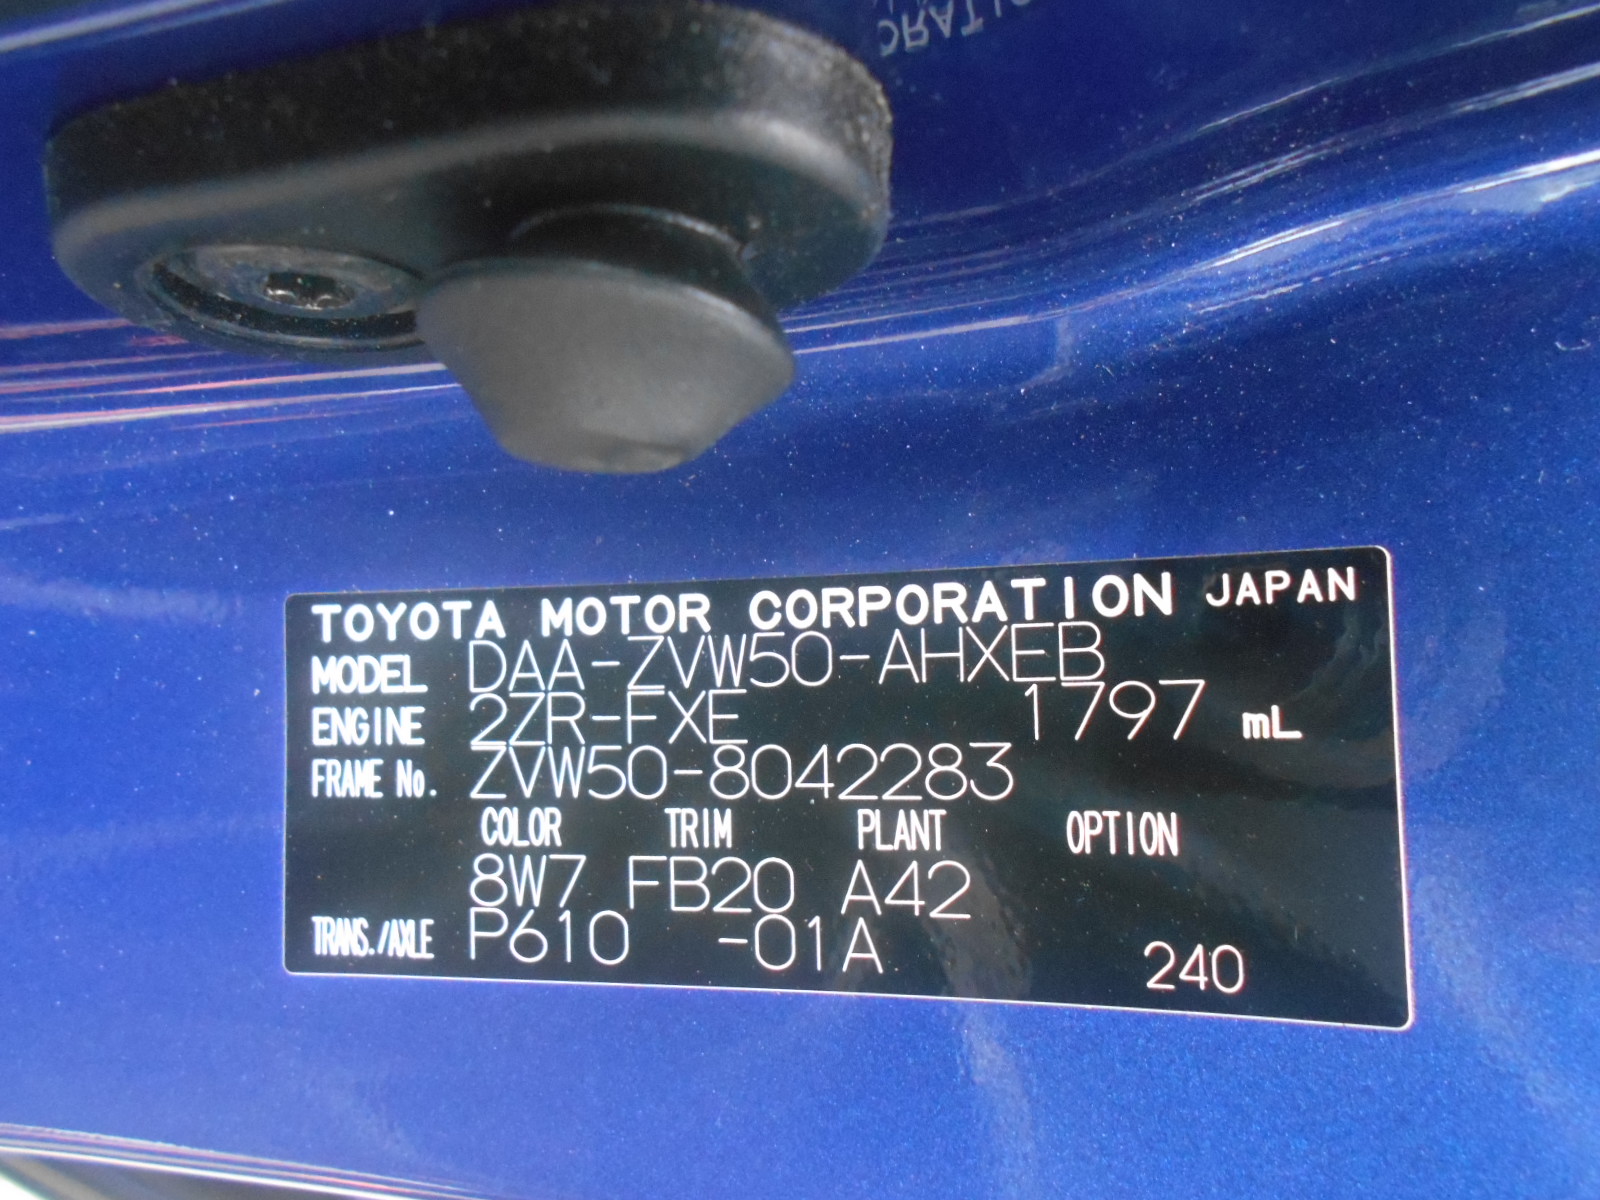 TOYOTA MOTOR CORPORATION JAPAN
MODEL DAA-ZVW50-AHXEB
ENGINE 2ZR-FXE 1797 mL
FRAME No. ZVW50-8042283
COLOR TRIM PLANT OPTION
8W7 FB20 A42
TRANS./AXLE P610 -01A 240